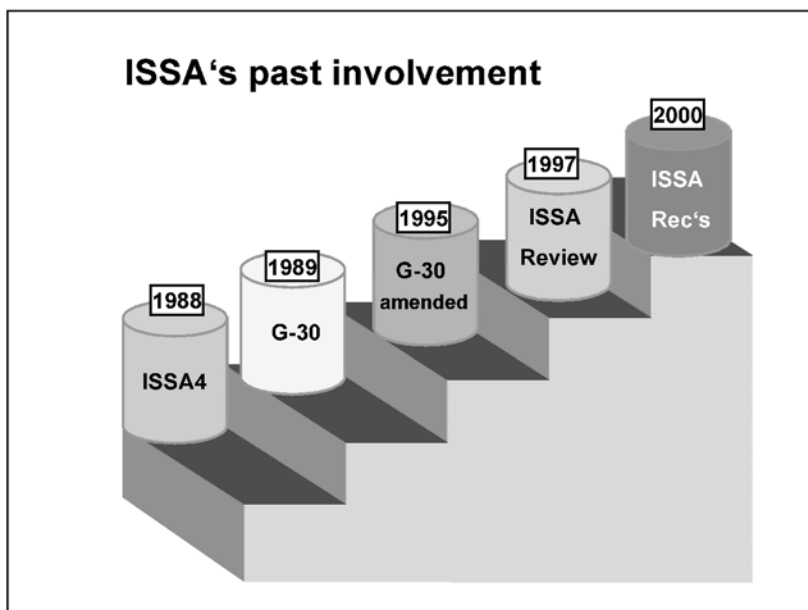 ISSA‘s past involvement
1988
ISSA4
1989
G-30
1995
G-30
amended
1997
ISSA
Review
2000
ISSA
Rec‘s